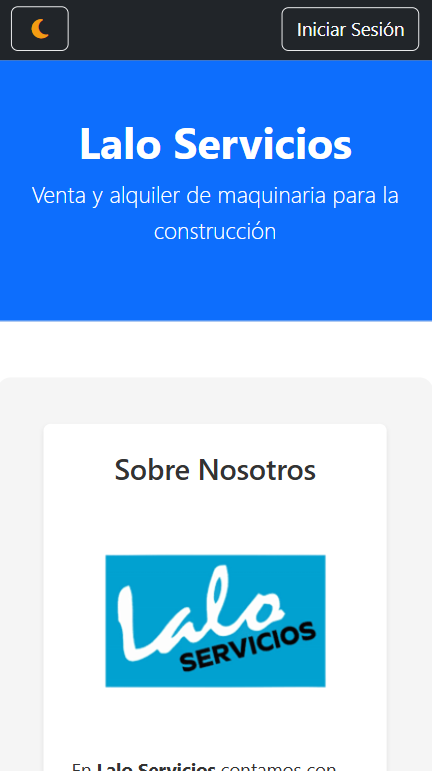 Iniciar Sesión
Lalo Servicios
Venta y alquiler de maquinaria para la
construcción
Sobre Nosotros
Lalo
SERVICIOS
En Lalo Servicios contamos con